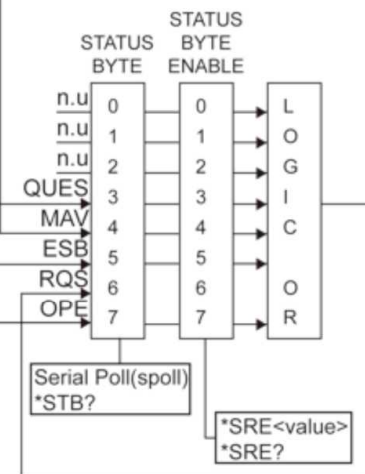 STATUS
BYTE
STATUS
BYTE
ENABLE
n.u 0 0 L
n.u 1 1 O
n.u 2 2 G
QUES 3 3 I
MAV 4 4 C
ESB 5 5
RQS 6 6 O
OPE 7 7 R
Serial Poll(spoll)
*STB?
*SRE<value>
*SRE?